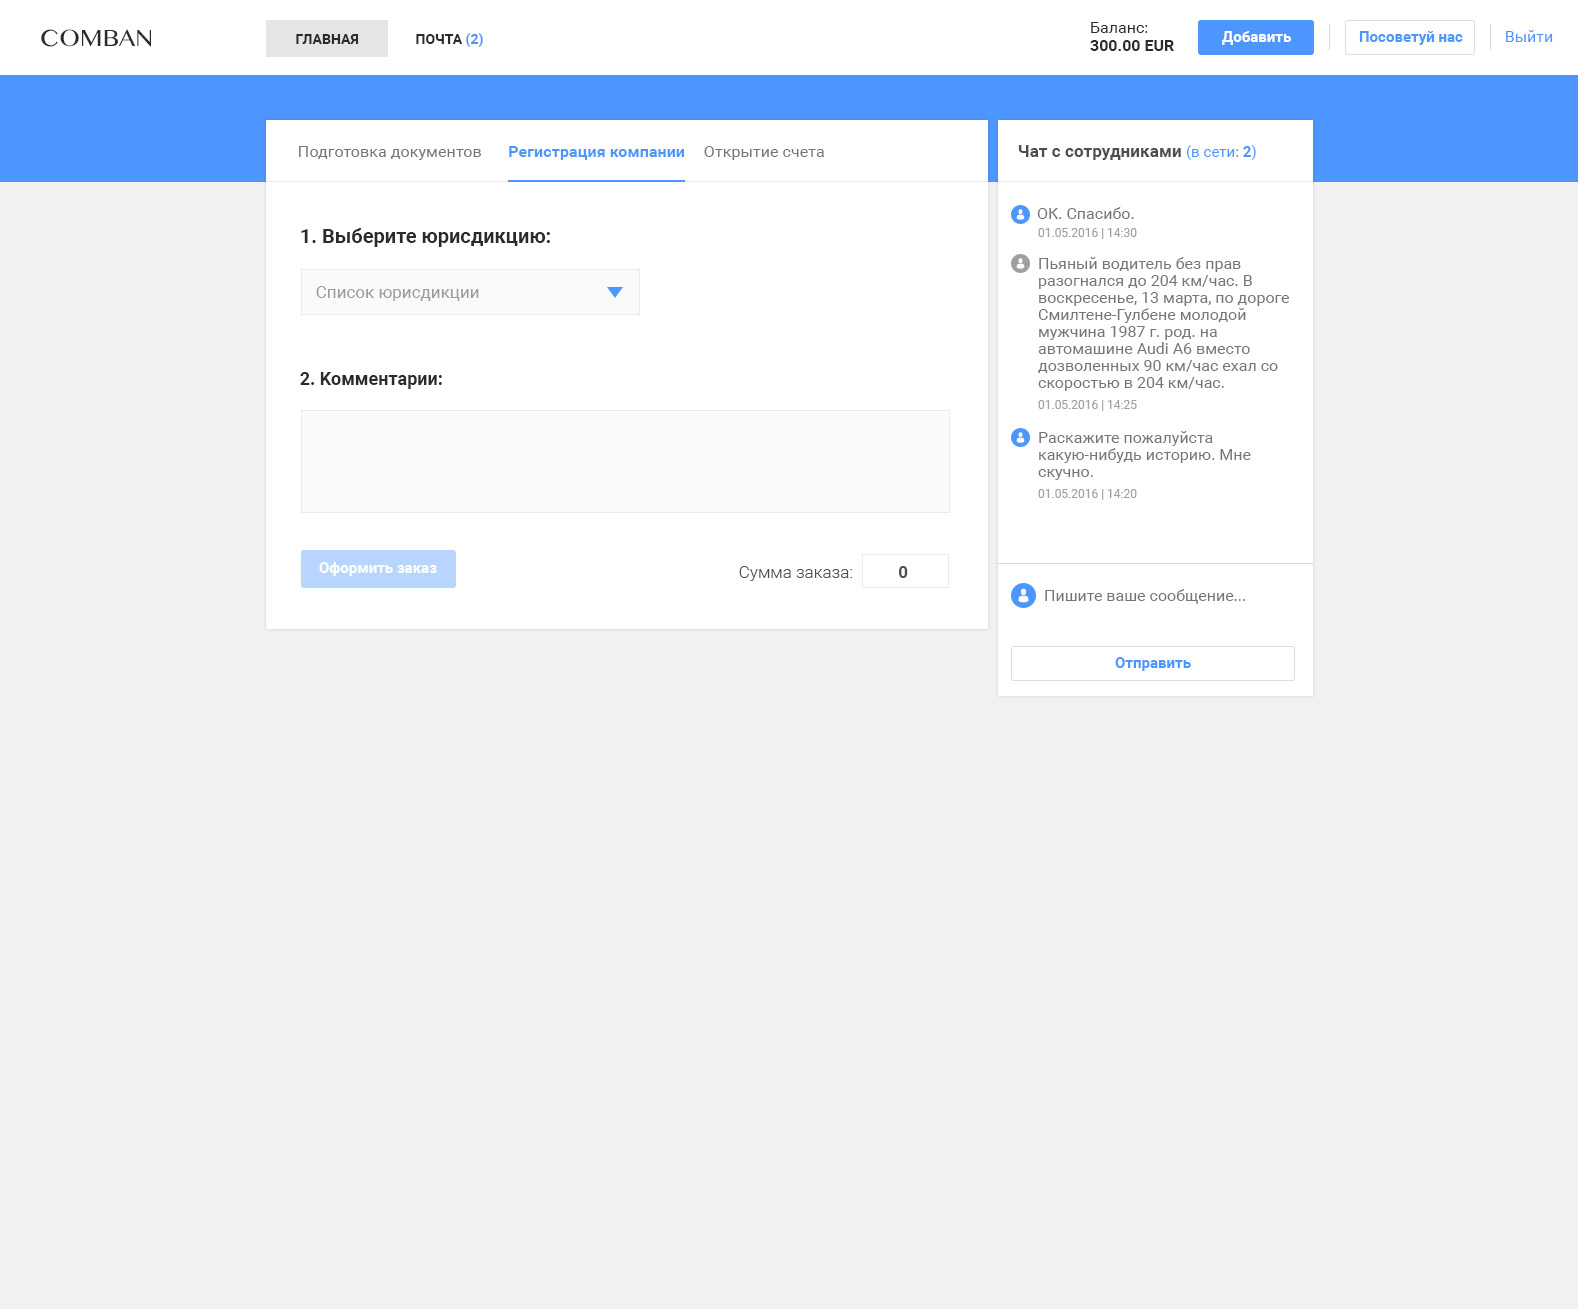 COMBAN
ГЛАВНАЯ
ПОЧТА (2)
Баланс:
300.00 EUR
Добавить
Посоветуй нас
Выйти
Подготовка документов
Регистрация компании
Открытие счета
1. Выберите юрисдикцию:
Список юрисдикции
2. Комментарии:
Оформить заказ
Сумма заказа:
0
Чат с сотрудниками (в сети: 2)
ОК. Спасибо.
01.05.2016 | 14:30
Пьяный водитель без прав
разогнался до 204 км/час. В
воскресенье, 13 марта, по дороге
Смилтене-Гулбене молодой
мужчина 1987 г. род. на
автомашине Audi A6 вместо
дозволенных 90 км/час ехал со
скоростью в 204 км/час.
01.05.2016 | 14:25
Раскажите пожалуйста
какую-нибудь историю. Мне
скучно.
01.05.2016 | 14:20
Пишите ваше сообщение...
Отправить